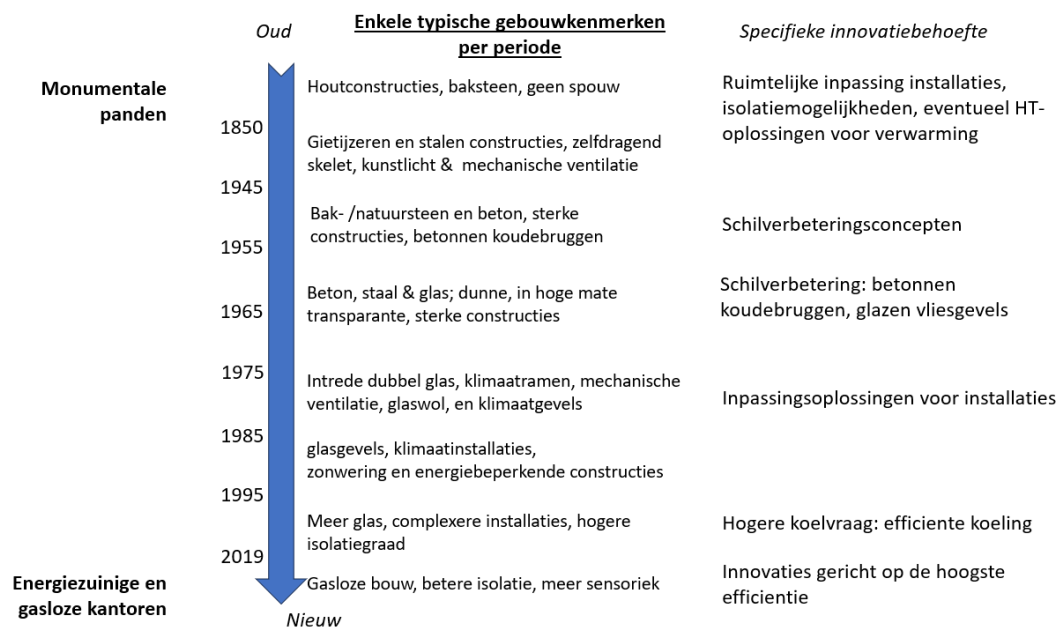 Oud
Enkele typische gebouwkenmerken
per periode
Specifieke innovatiebehoefte
Monumentale
panden
Houtconstructies, baksteen, geen spouw
Ruimtelijke inpassing installaties,
isolatiemogelijkheden, eventueel HT-
oplossingen voor verwarming
1850
Gietijzeren en stalen constructies, zelfdragend
skelet, kunstlicht & mechanische ventilatie
1945
Bak- /natuursteen en beton, sterke
constructies, betonnen koudebruggen
Schilverbeteringsconcepten
1955
Beton, staal & glas; dunne, in hoge mate
transparante, sterke constructies
Schilverbetering: betonnen
koudebruggen, glazen vliesgevels
1965
1975
Intrede dubbel glas, klimaatramen, mechanische
ventilatie, glaswol, en klimaatgevels
Inpassingsoplossingen voor installaties
1985
glasgevels, klimaatinstallaties,
zonwering en energiebeperkende constructies
1995
Meer glas, complexere installaties, hogere
isolatiegraad
Hogere koelvraag: efficiente koeling
2019
Energiezuinige en
gasloze kantoren
Gasloze bouw, betere isolatie, meer sensoriek
Innovaties gericht op de hoogste
efficientie
Nieuw